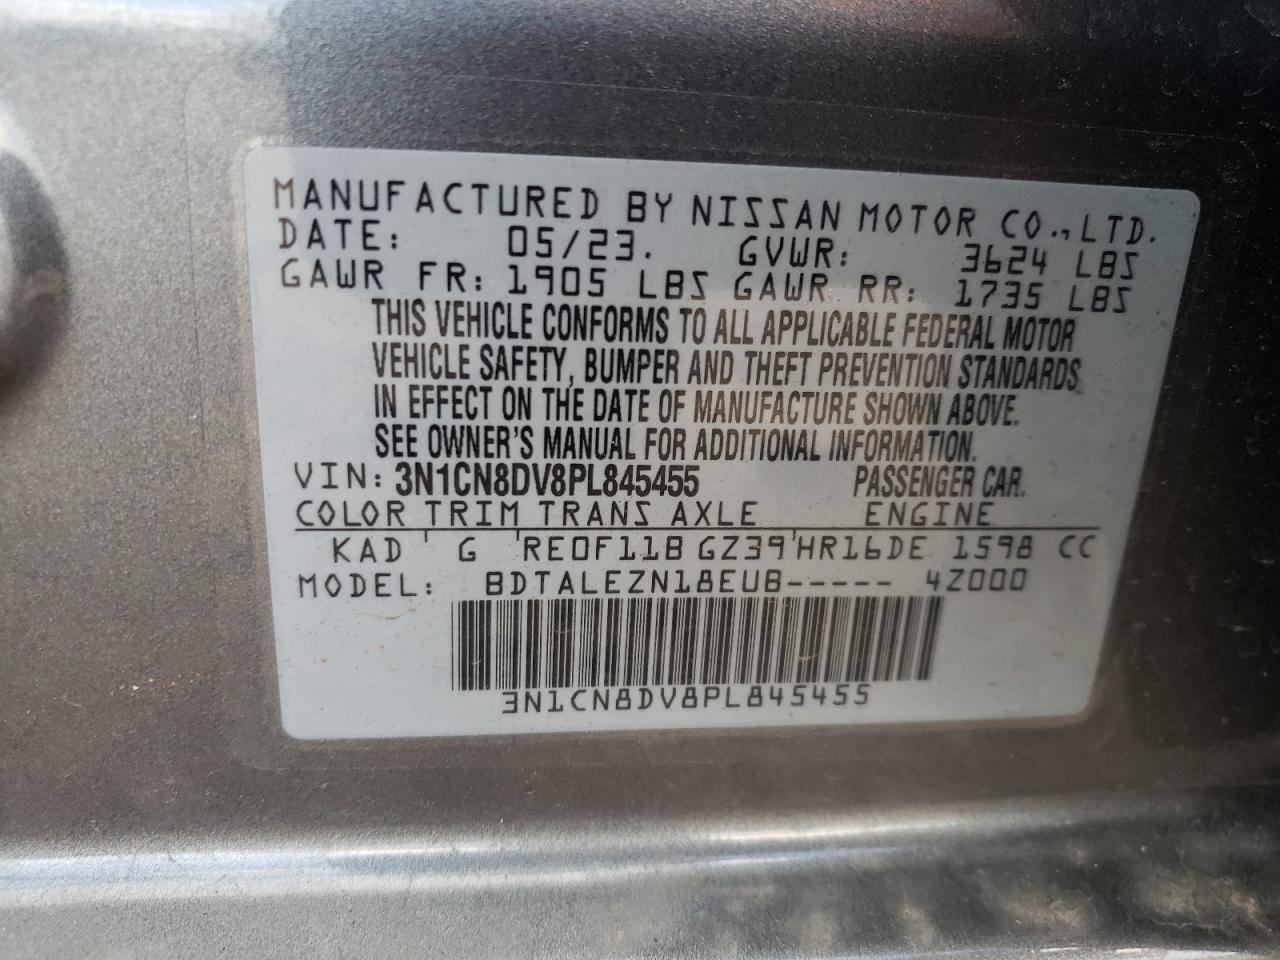 MANUFACTURED BY NISSAN MOTOR CO., LTD.
DATE: 05/23. GVWR: 3624 LBS
GAWR FR: 1905 LBS GAWR RR: 1735 LBS
THIS VEHICLE CONFORMS TO ALL APPLICABLE FEDERAL MOTOR
VEHICLE SAFETY, BUMPER AND THEFT PREVENTION STANDARDS
IN EFFECT ON THE DATE OF MANUFACTURE SHOWN ABOVE.
SEE OWNER'S MANUAL FOR ADDITIONAL INFORMATION.
VIN: 3N1CN8DV8PL845455 PASSENGER CAR.
COLOR TRIM TRANS AXLE ENGINE
KAD ' G 'RE0F11B GZ39'HR16DE 1598 CC
MODEL: BDTALEZN18EUB----- 4Z000
3N1CN8DV8PL845455